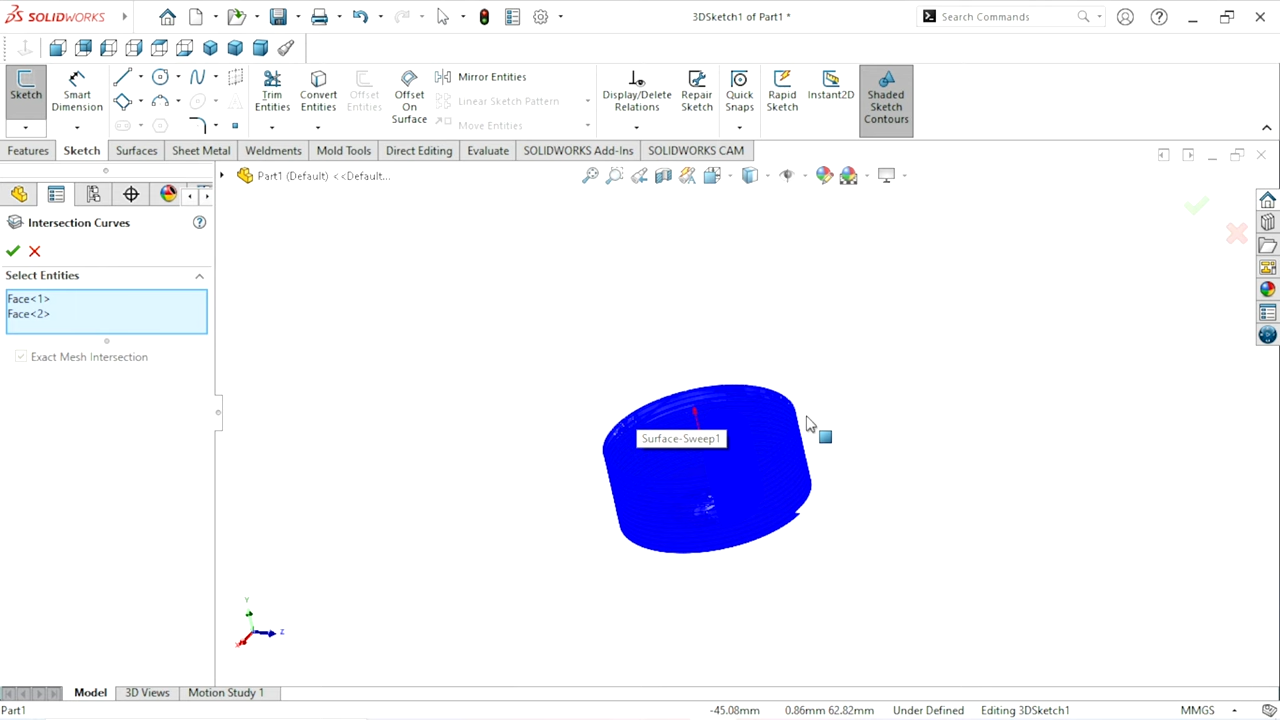 SOLIDWORKS
3DSketch1 of Part1 *
Search Commands
Sketch
Smart Dimension
Trim Entities
Convert Entities
Offset Entities
Offset On Surface
Mirror Entities
Linear Sketch Pattern
Move Entities
Display/Delete Relations
Repair Sketch
Quick Snaps
Rapid Sketch
Instant2D
Shaded Sketch Contours
Features
Sketch
Surfaces
Sheet Metal
Weldments
Mold Tools
Direct Editing
Evaluate
SOLIDWORKS Add-Ins
SOLIDWORKS CAM
Part1 (Default) <<Default...
Intersection Curves
Select Entities
Face<1>
Face<2>
Exact Mesh Intersection
Surface-Sweep1
Y
X
Z
Model
3D Views
Motion Study 1
Part1
-45.08mm
0.86mm 62.82mm
Under Defined
Editing 3DSketch1
MMGS